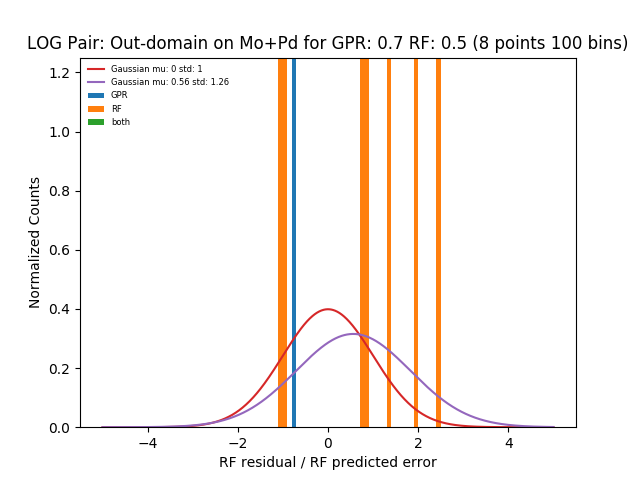 LOG Pair: Out-domain on Mo+Pd for GPR: 0.7 RF: 0.5 (8 points 100 bins)
Gaussian mu: 0 std: 1
Gaussian mu: 0.56 std: 1.26
GPR
RF
both
Normalized Counts
1.2
1.0
0.8
0.6
0.4
0.2
0.0
−4 −2 0 2 4
RF residual / RF predicted error